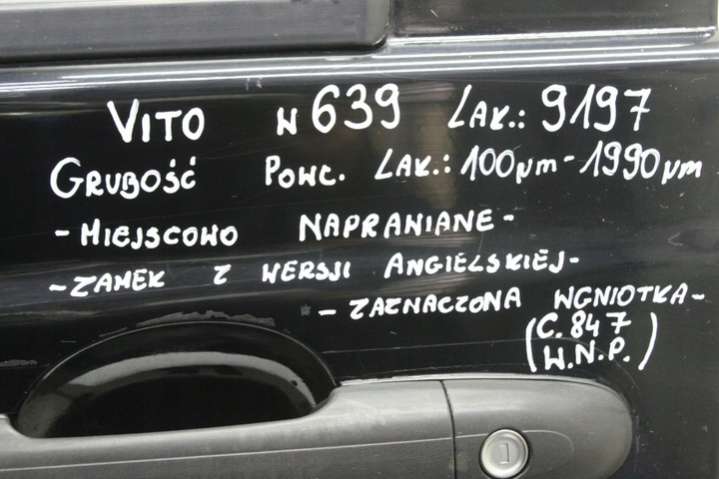 VITO W639 LAK.: 9197
GRUBOŚĆ POWŁ. LAK.: 100µm - 1990µm
- MIEJSCOWO NAPRAWIANE -
- ZAMEK Z WERSJI ANGIELSKIEJ -
- ZAZNACZONA WGNIOTKA -
(C. 847
W.N.P.)